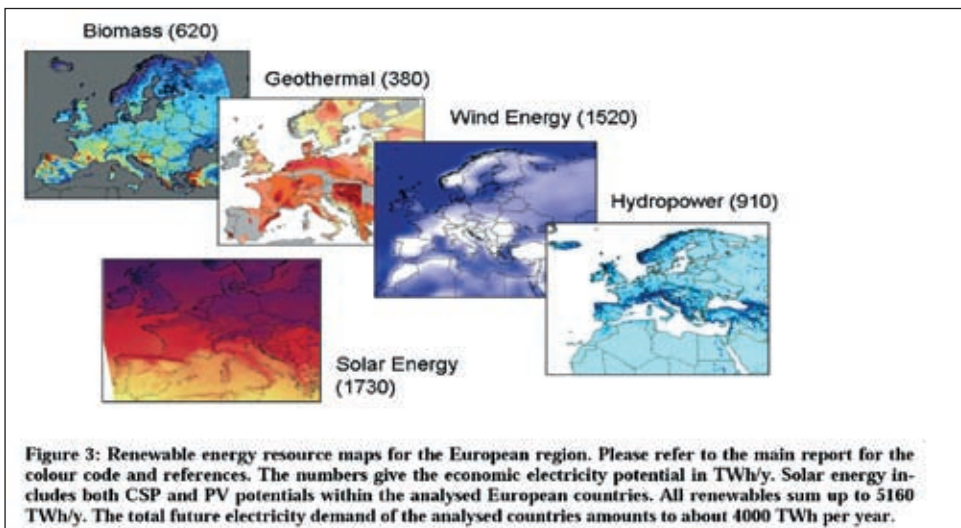 Biomass (620)
Geothermal (380)
Wind Energy (1520)
Hydropower (910)
Solar Energy
(1730)
Figure 3: Renewable energy resource maps for the European region. Please refer to the main report for the
colour code and references. The numbers give the economic electricity potential in TWh/y. Solar energy in-
cludes both CSP and PV potentials within the analysed European countries. All renewables sum up to 5160
TWh/y. The total future electricity demand of the analysed countries amounts to about 4000 TWh per year.